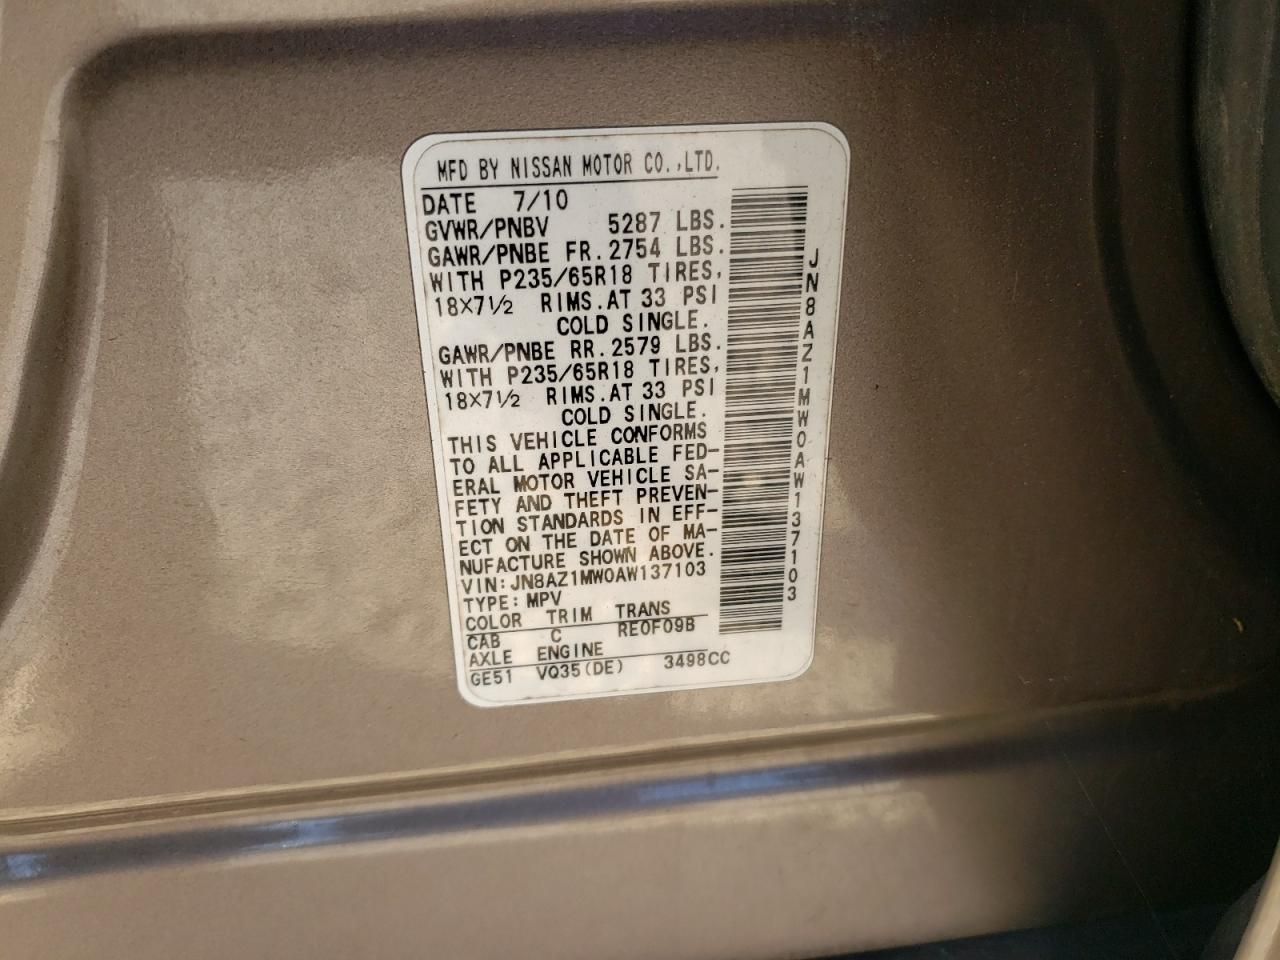 MFD BY NISSAN MOTOR CO.,LTD.
DATE 7/10
GVWR/PNBV 5287 LBS.
GAWR/PNBE FR. 2754 LBS.
WITH P235/65R18 TIRES,
18X7½ RIMS. AT 33 PSI
COLD SINGLE.
GAWR/PNBE RR. 2579 LBS.
WITH P235/65R18 TIRES,
18X7½ RIMS. AT 33 PSI
COLD SINGLE.
THIS VEHICLE CONFORMS
TO ALL APPLICABLE FED-
ERAL MOTOR VEHICLE SA-
FETY AND THEFT PREVEN-
TION STANDARDS IN EFF-
ECT ON THE DATE OF MA-
NUFACTURE SHOWN ABOVE.
VIN: JN8AZ1MW0AW137103
TYPE: MPV
COLOR TRIM TRANS
CAB C RE0F09B
AXLE ENGINE
GE51 VQ35(DE) 3498CC
JN8AZ1MW0AW137103